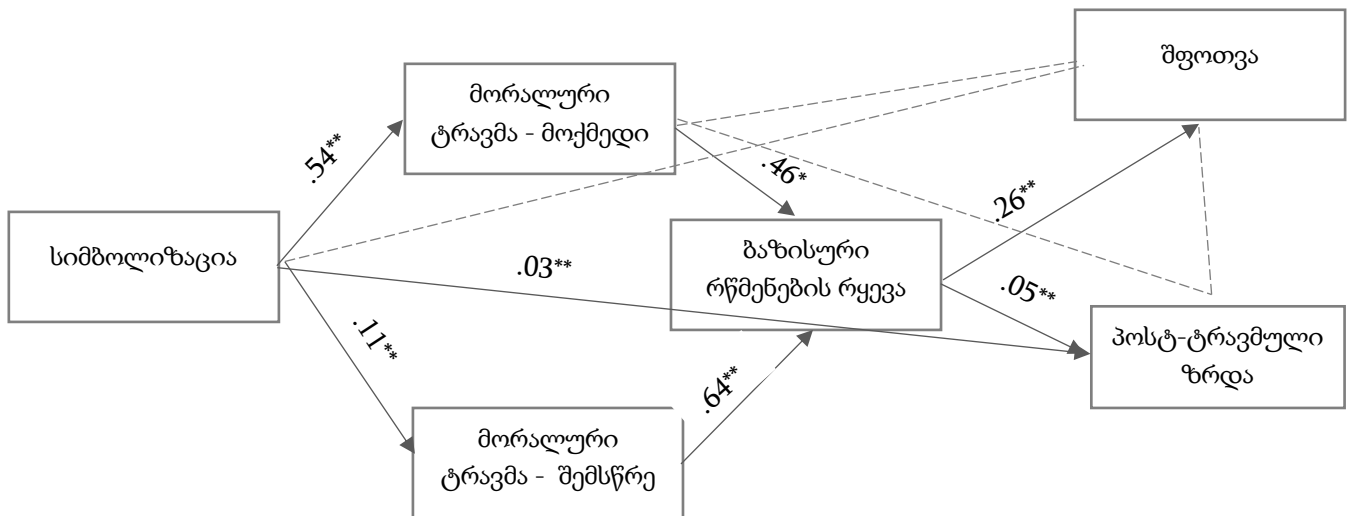 შფოთვა
მორალური
ტრავმა - მოქმედი
.54**
.46*
.26**
სიმბოლიზაცია
ბაზისური
რწმენების რყევა
.03**
.05**
.11**
პოსტ-ტრავმული
ზრდა
.64**
მორალური
ტრავმა - შემსწრე